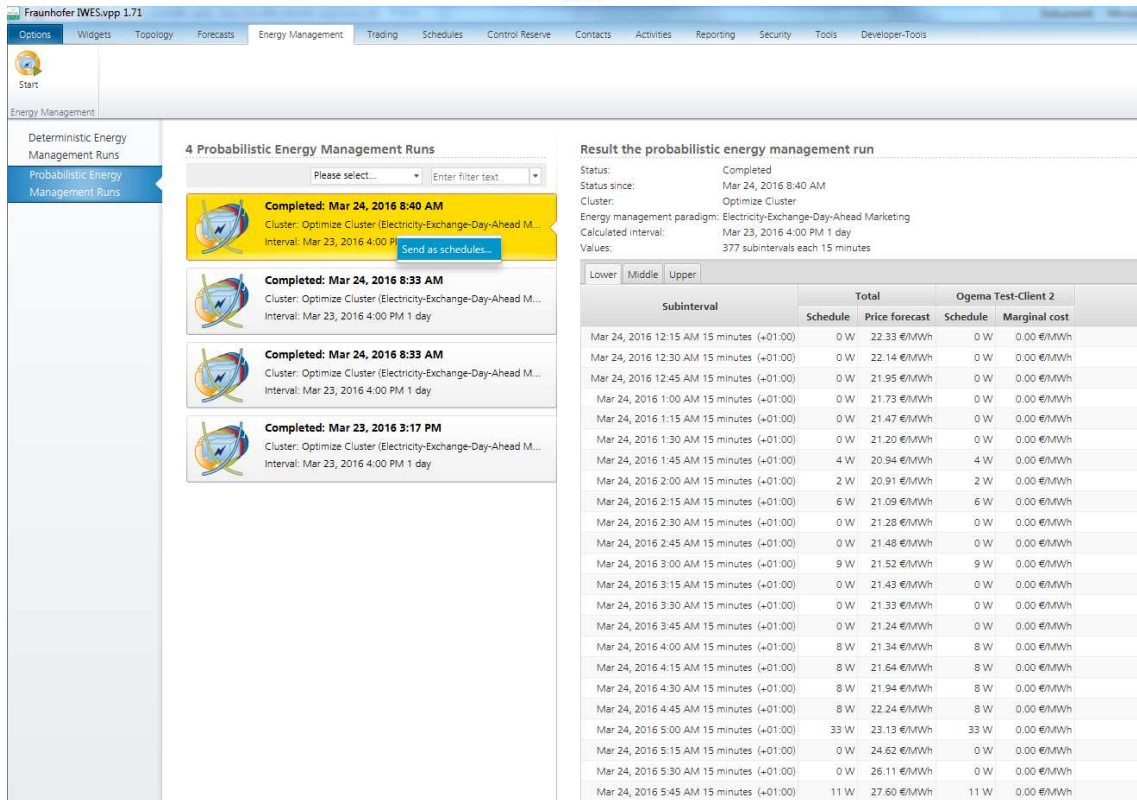 Fraunhofer IWES.vpp 1.71
Options Widgets Topology Forecasts Energy Management Trading Schedules Control Reserve Contacts Activities Reporting Security Tools Developer-Tools
Start
Energy Management
Deterministic Energy
Management Runs
Probabilistic Energy
Management Runs
4 Probabilistic Energy Management Runs
Please select... Enter filter text
Completed: Mar 24, 2016 8:40 AM
Cluster: Optimize Cluster (Electricity-Exchange-Day-Ahead M...
Interval: Mar 23, 2016 4:00 P
Send as schedules...
Completed: Mar 24, 2016 8:33 AM
Cluster: Optimize Cluster (Electricity-Exchange-Day-Ahead M...
Interval: Mar 23, 2016 4:00 PM 1 day
Completed: Mar 24, 2016 8:33 AM
Cluster: Optimize Cluster (Electricity-Exchange-Day-Ahead M...
Interval: Mar 23, 2016 4:00 PM 1 day
Completed: Mar 23, 2016 3:17 PM
Cluster: Optimize Cluster (Electricity-Exchange-Day-Ahead M...
Interval: Mar 23, 2016 4:00 PM 1 day
Result the probabilistic energy management run
Status: Completed
Status since: Mar 24, 2016 8:40 AM
Cluster: Optimize Cluster
Energy management paradigm: Electricity-Exchange-Day-Ahead Marketing
Calculated interval: Mar 23, 2016 4:00 PM 1 day
Values: 377 subintervals each 15 minutes
Lower Middle Upper
Subinterval Total Ogema Test-Client 2
Schedule Price forecast Schedule Marginal cost
Mar 24, 2016 12:15 AM 15 minutes (+01:00) 0 W 22.33 €/MWh 0 W 0.00 €/MWh
Mar 24, 2016 12:30 AM 15 minutes (+01:00) 0 W 22.14 €/MWh 0 W 0.00 €/MWh
Mar 24, 2016 12:45 AM 15 minutes (+01:00) 0 W 21.95 €/MWh 0 W 0.00 €/MWh
Mar 24, 2016 1:00 AM 15 minutes (+01:00) 0 W 21.73 €/MWh 0 W 0.00 €/MWh
Mar 24, 2016 1:15 AM 15 minutes (+01:00) 0 W 21.47 €/MWh 0 W 0.00 €/MWh
Mar 24, 2016 1:30 AM 15 minutes (+01:00) 0 W 21.20 €/MWh 0 W 0.00 €/MWh
Mar 24, 2016 1:45 AM 15 minutes (+01:00) 4 W 20.94 €/MWh 4 W 0.00 €/MWh
Mar 24, 2016 2:00 AM 15 minutes (+01:00) 2 W 20.91 €/MWh 2 W 0.00 €/MWh
Mar 24, 2016 2:15 AM 15 minutes (+01:00) 6 W 21.09 €/MWh 6 W 0.00 €/MWh
Mar 24, 2016 2:30 AM 15 minutes (+01:00) 0 W 21.28 €/MWh 0 W 0.00 €/MWh
Mar 24, 2016 2:45 AM 15 minutes (+01:00) 0 W 21.48 €/MWh 0 W 0.00 €/MWh
Mar 24, 2016 3:00 AM 15 minutes (+01:00) 9 W 21.52 €/MWh 9 W 0.00 €/MWh
Mar 24, 2016 3:15 AM 15 minutes (+01:00) 0 W 21.43 €/MWh 0 W 0.00 €/MWh
Mar 24, 2016 3:30 AM 15 minutes (+01:00) 0 W 21.33 €/MWh 0 W 0.00 €/MWh
Mar 24, 2016 3:45 AM 15 minutes (+01:00) 0 W 21.24 €/MWh 0 W 0.00 €/MWh
Mar 24, 2016 4:00 AM 15 minutes (+01:00) 8 W 21.34 €/MWh 8 W 0.00 €/MWh
Mar 24, 2016 4:15 AM 15 minutes (+01:00) 8 W 21.64 €/MWh 8 W 0.00 €/MWh
Mar 24, 2016 4:30 AM 15 minutes (+01:00) 8 W 21.94 €/MWh 8 W 0.00 €/MWh
Mar 24, 2016 4:45 AM 15 minutes (+01:00) 8 W 22.24 €/MWh 8 W 0.00 €/MWh
Mar 24, 2016 5:00 AM 15 minutes (+01:00) 33 W 23.13 €/MWh 33 W 0.00 €/MWh
Mar 24, 2016 5:15 AM 15 minutes (+01:00) 0 W 24.62 €/MWh 0 W 0.00 €/MWh
Mar 24, 2016 5:30 AM 15 minutes (+01:00) 0 W 26.11 €/MWh 0 W 0.00 €/MWh
Mar 24, 2016 5:45 AM 15 minutes (+01:00) 11 W 27.60 €/MWh 11 W 0.00 €/MWh